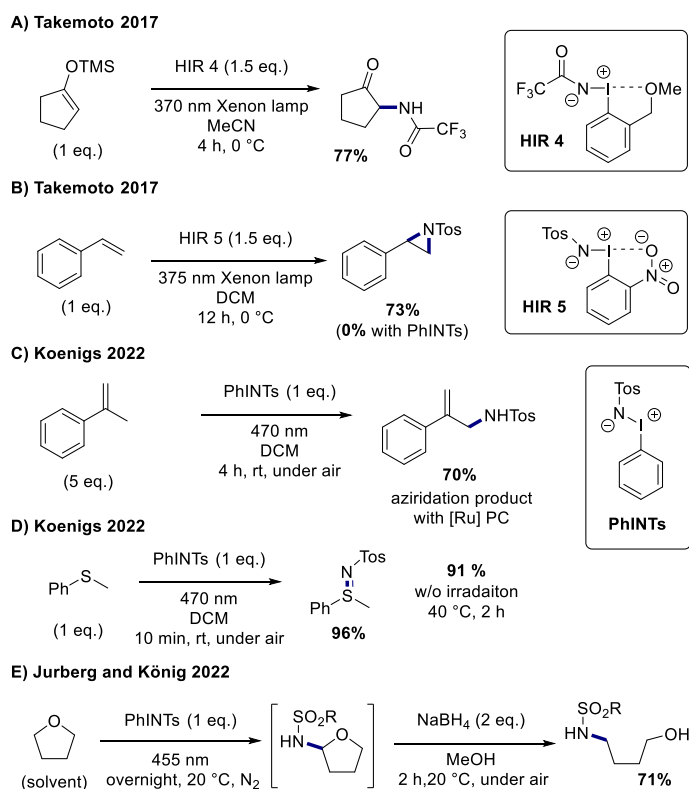 A) Takemoto 2017
OTMS
(1 eq.)
HIR 4 (1.5 eq.)
370 nm Xenon lamp
MeCN
4 h, 0 °C
O
HN
O
CF3
77%
O
F3C
N
⊖
⊕
I
OMe
HIR 4
B) Takemoto 2017
(1 eq.)
HIR 5 (1.5 eq.)
375 nm Xenon lamp
DCM
12 h, 0 °C
NTos
73%
(0% with PhINTs)
Tos
N
⊖
⊕
I
⊖
O
N
⊕
O
HIR 5
C) Koenigs 2022
(5 eq.)
PhINTs (1 eq.)
470 nm
DCM
4 h, rt, under air
NHTos
70%
aziridation product
with [Ru] PC
Tos
N
⊖
I
⊕
PhINTs
D) Koenigs 2022
Ph
S
(1 eq.)
PhINTs (1 eq.)
470 nm
DCM
10 min, rt, under air
Tos
N
S
Ph
96%
91 %
w/o irradaiton
40 °C, 2 h
E) Jurberg and König 2022
O
(solvent)
PhINTs (1 eq.)
455 nm
overnight, 20 °C, N2
SO2R
HN
O
NaBH4 (2 eq.)
MeOH
2 h,20 °C, under air
SO2R
HN
OH
71%